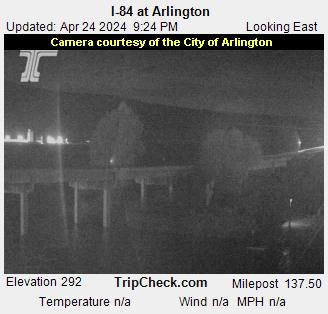 I-84 at Arlington
Updated: Apr 24 2024 9:24 PM Looking East
Camera courtesy of the City of Arlington
Elevation 292 TripCheck.com Milepost 137.50
Temperature n/a Wind n/a MPH n/a